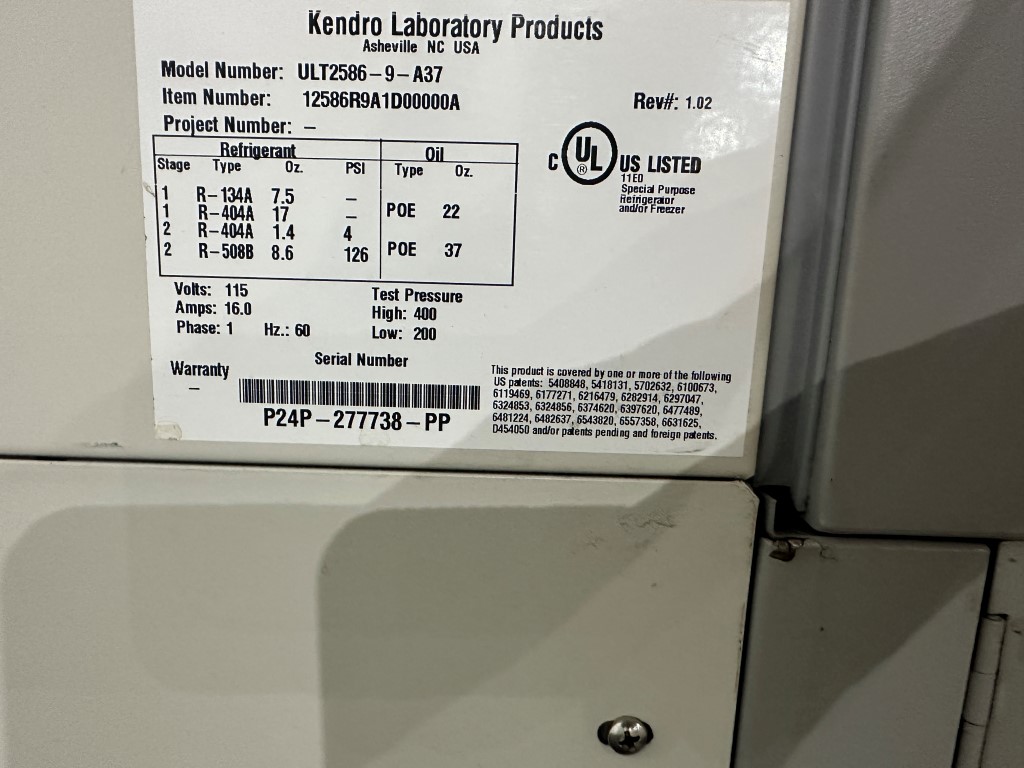 Kendro Laboratory Products
Asheville NC USA
Model Number: ULT2586-9-A37
Item Number: 12586R9A1D00000A
Rev#: 1.02
Project Number: –
Refrigerant Oil
Stage Type Oz. PSI Type Oz.
1 R-134A 7.5 –
1 R-404A 17 – POE 22
2 R-404A 1.4 4
2 R-508B 8.6 126 POE 37
C UL ® US LISTED
11E0
Special Purpose
Refrigerator
and/or Freezer
Volts: 115
Amps: 16.0
Phase: 1 Hz.: 60
Test Pressure
High: 400
Low: 200
Serial Number
Warranty
–
P24P-277738-PP
This product is covered by one or more of the following
US patents: 5408848, 5418131, 5702632, 6100673,
6119469, 6177271, 6216479, 6282914, 6297047,
6324853, 6324856, 6374620, 6397620, 6477489,
6481224, 6482637, 6543820, 6557358, 6631625,
D454050 and/or patents pending and foreign patents.